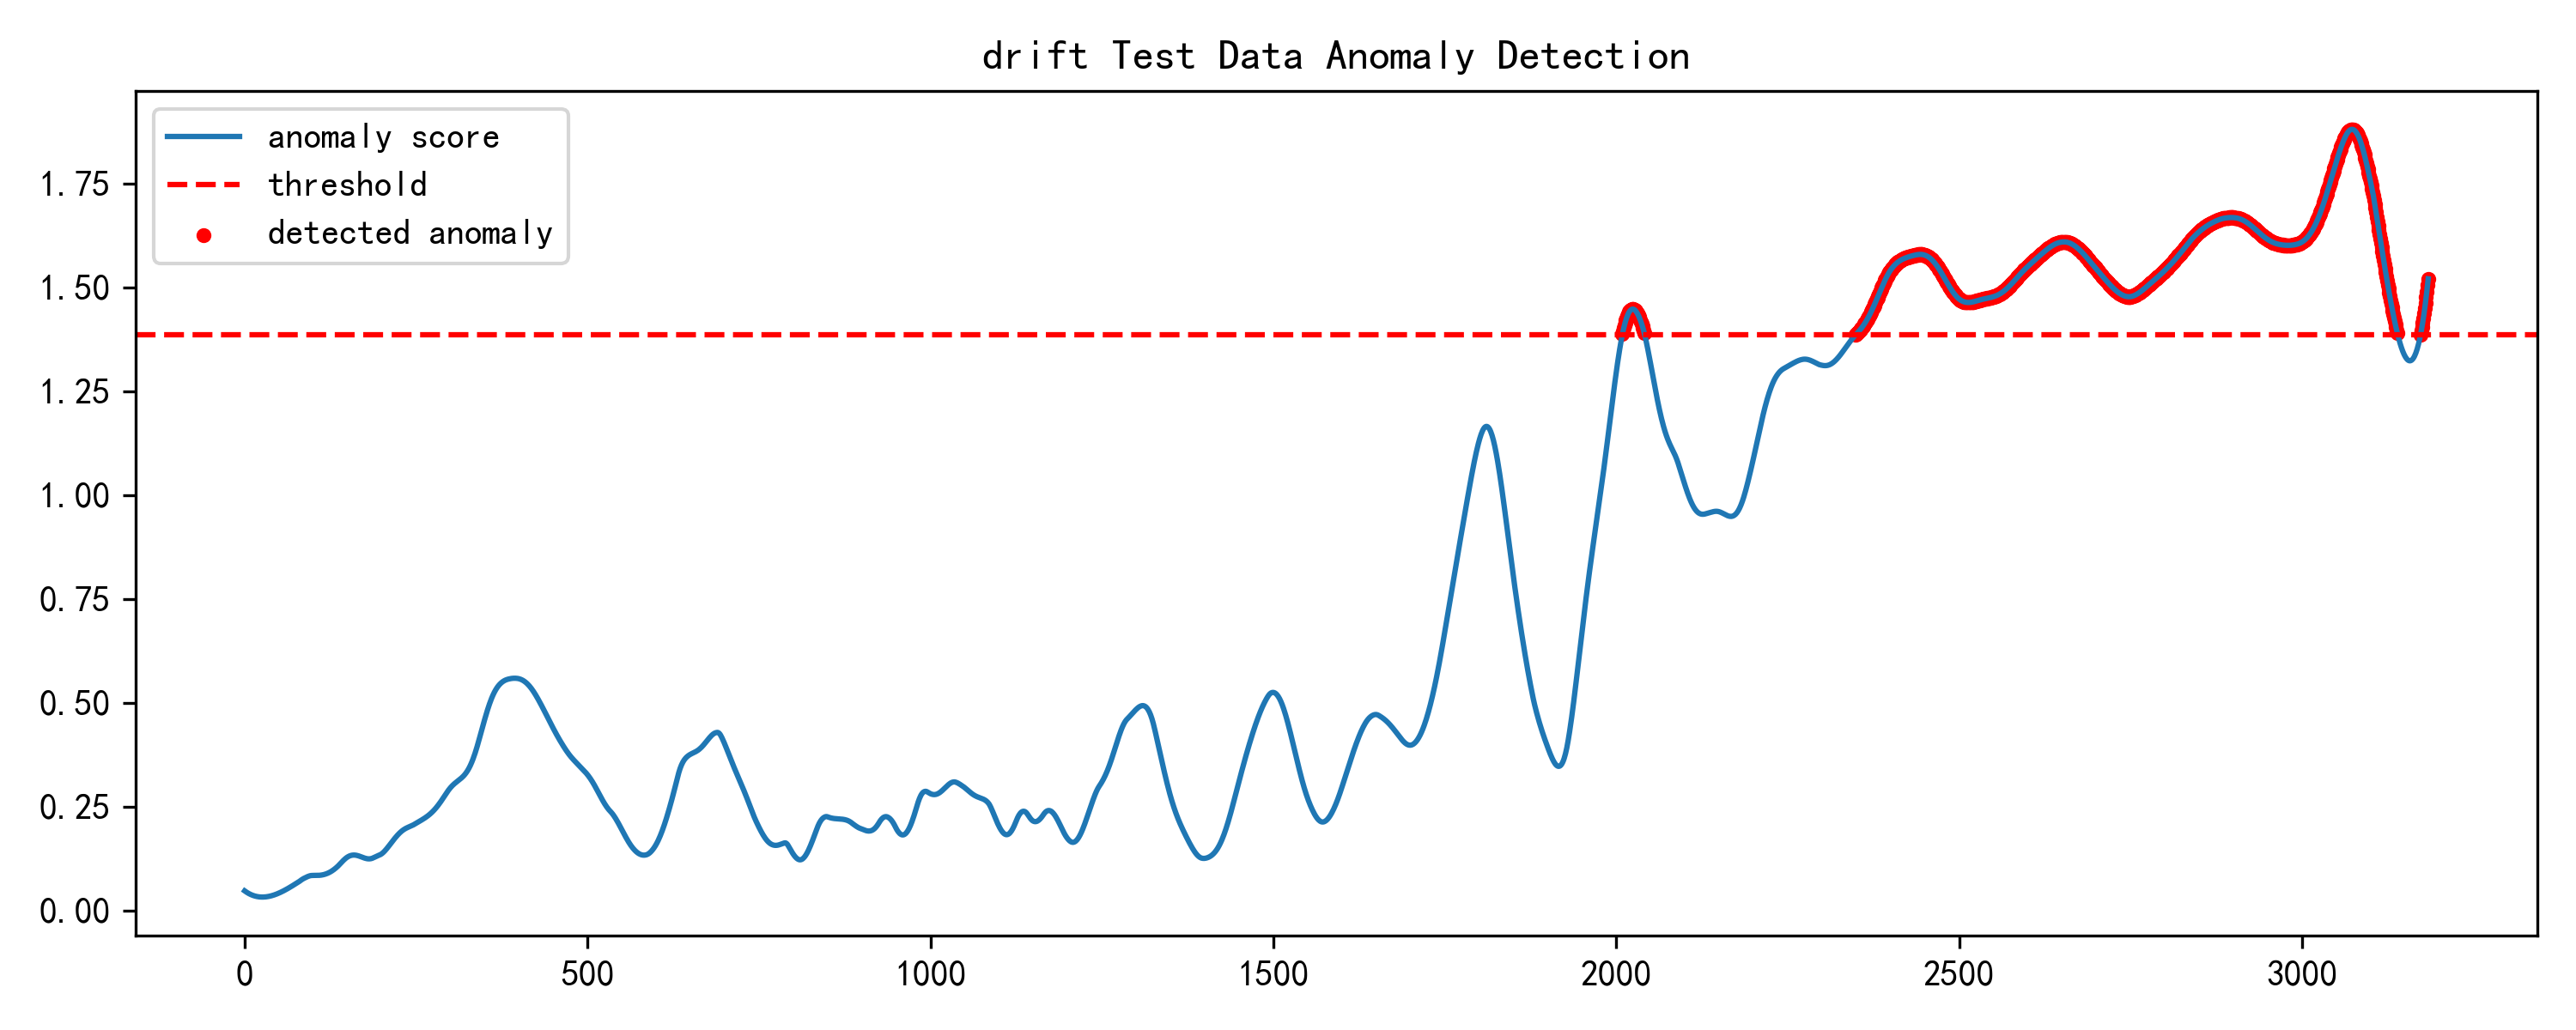 drift Test Data Anomaly Detection
anomaly score
threshold
detected anomaly
1.75
1.50
1.25
1.00
0.75
0.50
0.25
0.00
0 500 1000 1500 2000 2500 3000